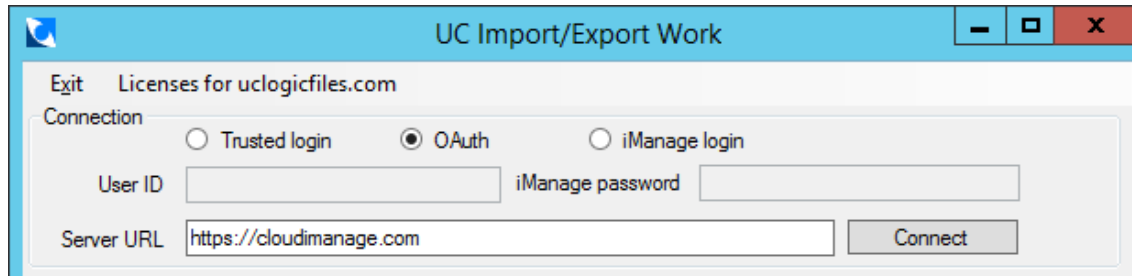 UC Import/Export Work
Exit Licenses for uclogicfiles.com
Connection
Trusted login OAuth iManage login
User ID iManage password
Server URL https://cloudimanage.com Connect